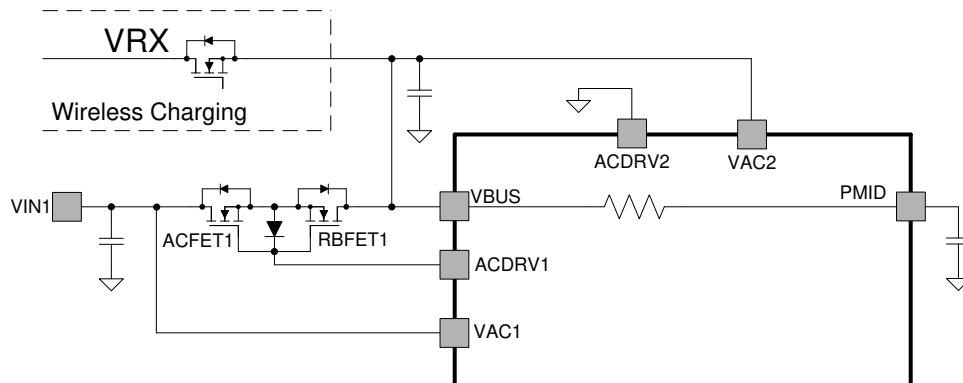 VRX
Wireless Charging
ACDRV2
VAC2
VIN1
VBUS
PMID
ACFET1
RBFET1
ACDRV1
VAC1